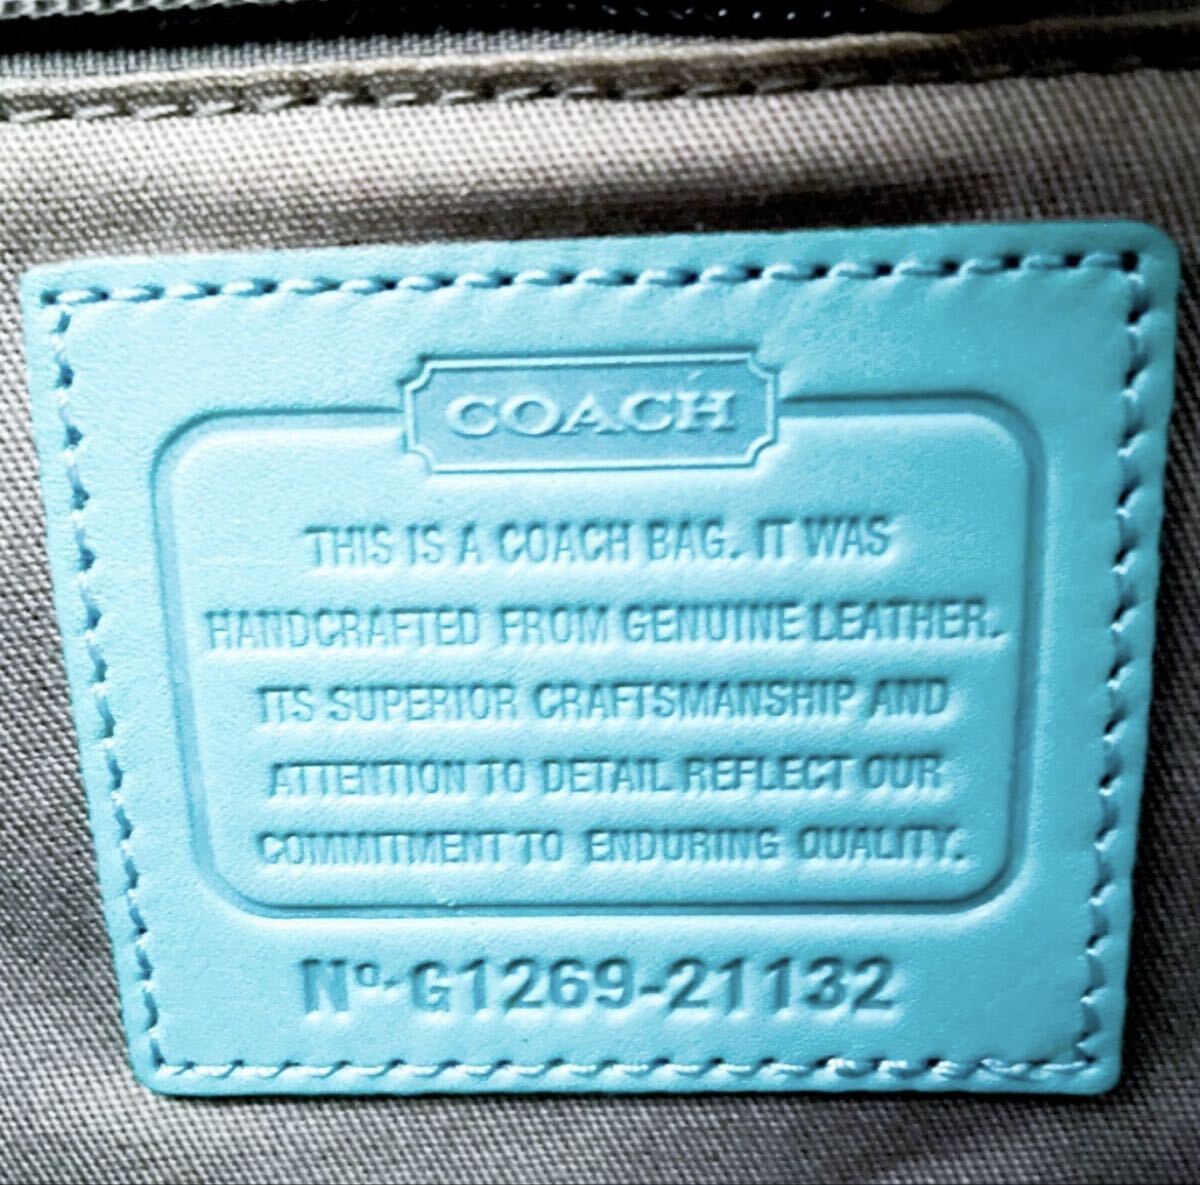 COACH
THIS IS A COACH BAG. IT WAS
HANDCRAFTED FROM GENUINE LEATHER.
ITS SUPERIOR CRAFTSMANSHIP AND
ATTENTION TO DETAIL REFLECT OUR
COMMITMENT TO ENDURING QUALITY.
Nº-G1269-21132